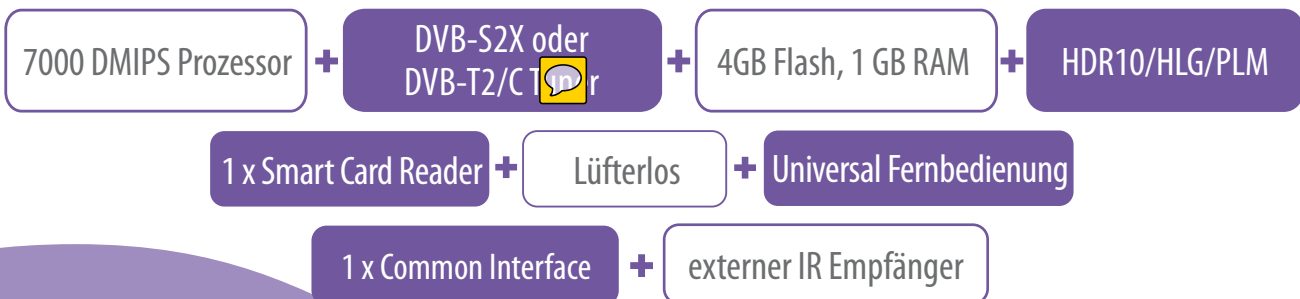 7000 DMIPS Prozessor + DVB-S2X oder + 4GB Flash, 1 GB RAM + HDR10/HLG/PLM
DVB-T2/C
1 x Smart Card Reader + Lüfterlos + Universal Fernbedienung
1 x Common Interface + externer IR Empfänger